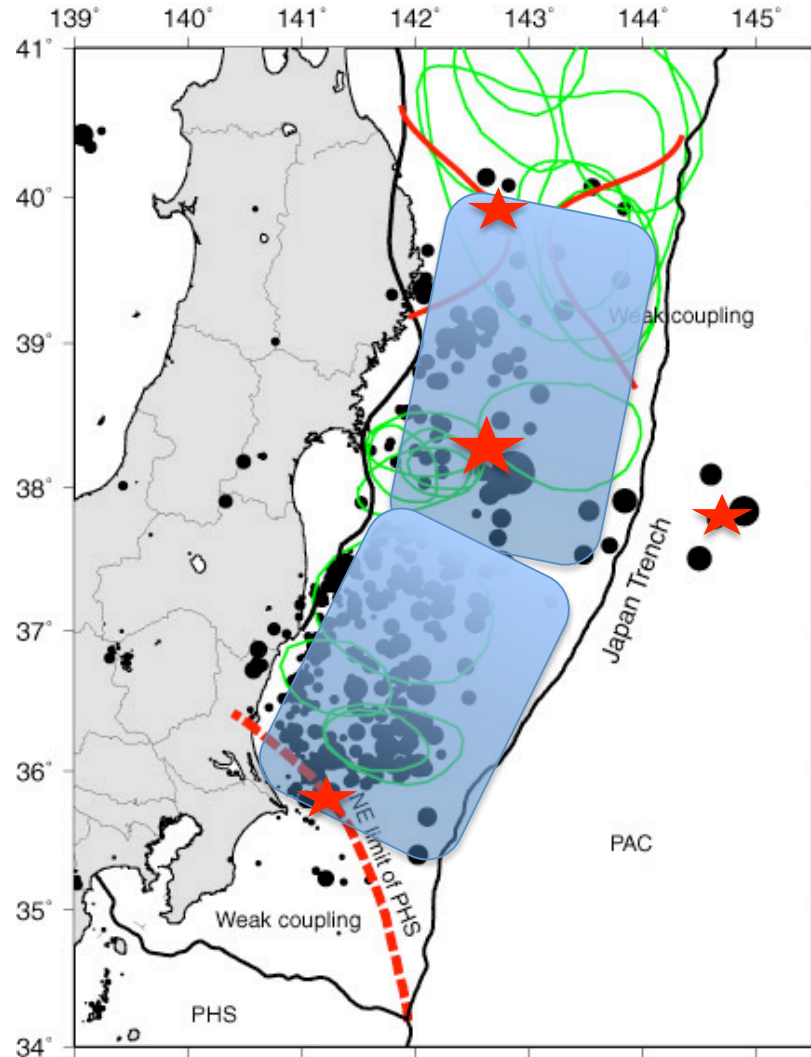 139° 140° 141° 142° 143° 144° 145°
41°
40°
39°
38°
37°
36°
35°
34°
Weak coupling
Japan Trench
NE limit of PHS
PAC
Weak coupling
PHS